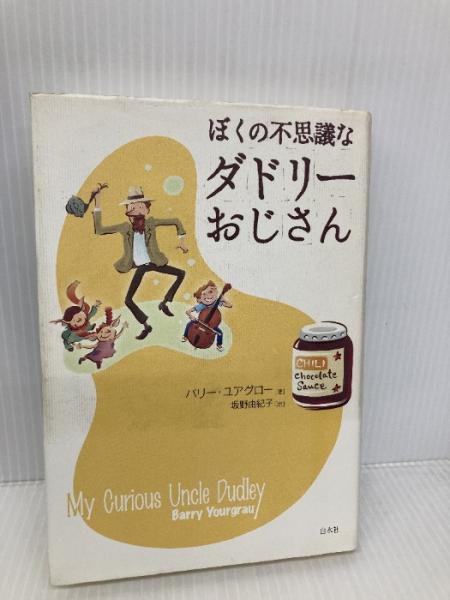 ぼくの不思議な
ダドリー
おじさん
CHILI
chocolate
Sauce
バリー・ユアグロー [著]
坂野由紀子 [訳]
My Curious Uncle Dudley
Barry Yourgrau
白水社